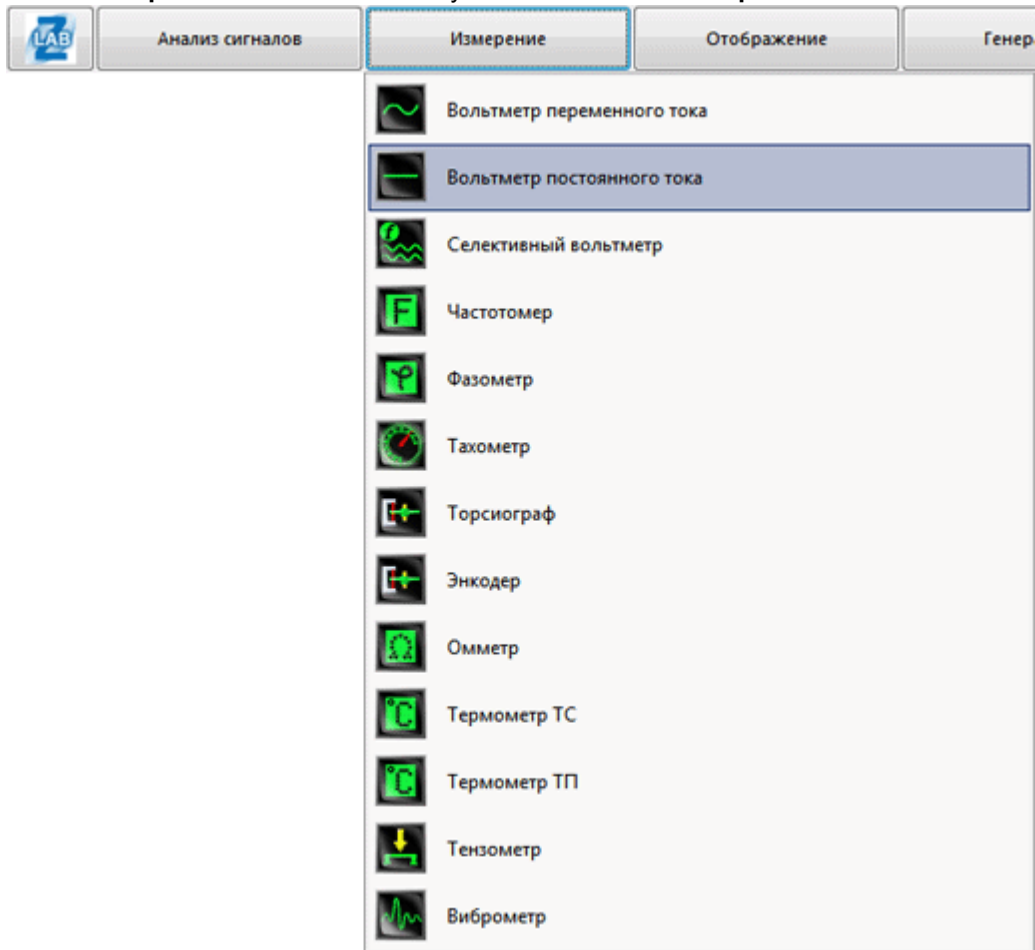 Z LAB Анализ сигналов Измерение Отображение Генер
Вольтметр переменного тока
Вольтметр постоянного тока
Селективный вольтметр
F Частотомер
φ Фазометр
Тахометр
Торсиограф
Энкодер
Ω Омметр
°C Термометр ТС
°C Термометр ТП
Тензометр
Виброметр